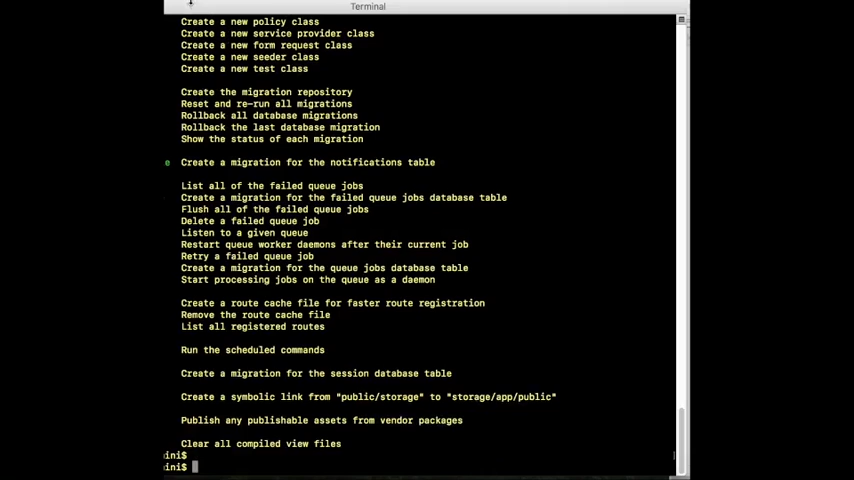 Terminal
Create a new policy class
Create a new service provider class
Create a new form request class
Create a new seeder class
Create a new test class
Create the migration repository
Reset and re-run all migrations
Rollback all database migrations
Rollback the last database migration
Show the status of each migration
e Create a migration for the notifications table
List all of the failed queue jobs
Create a migration for the failed queue jobs database table
Flush all of the failed queue jobs
Delete a failed queue job
Listen to a given queue
Restart queue worker daemons after their current job
Retry a failed queue job
Create a migration for the queue jobs database table
Start processing jobs on the queue as a daemon
Create a route cache file for faster route registration
Remove the route cache file
List all registered routes
Run the scheduled commands
Create a migration for the session database table
Create a symbolic link from "public/storage" to "storage/app/public"
Publish any publishable assets from vendor packages
Clear all compiled view files
ini$
ini$